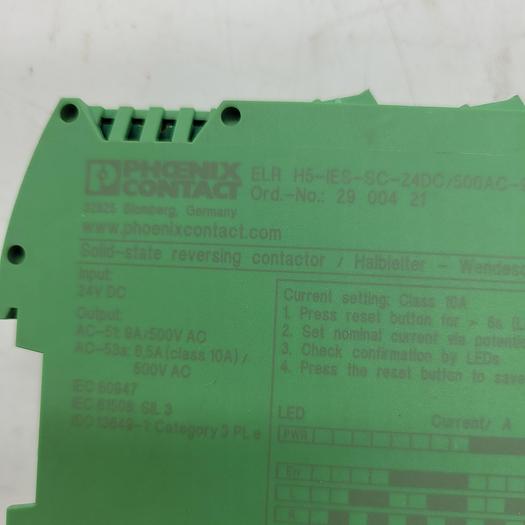 PHŒNIX
CONTACT
ELR H5-IES-SC-24DC/500AC-
Ord.-No.: 29 004 21
32825 Blomberg, Germany
www.phoenixcontact.com
Solid-state reversing contactor / Halbleiter - Wendes
Input:
24V DC
Output:
AC-51: 9A/500V AC
AC-53a: 6,5A (class 10A) /
500V AC
IEC 60947
IEC 61508: SIL 3
ISO 13849-1: Category 3 PL e
Current setting: Class 10A
1. Press reset button for > 6s
2. Set nominal current via potenti
3. Check confirmation by LEDs
4. Press the reset button to save
LED
Current/ A
PWR
Err